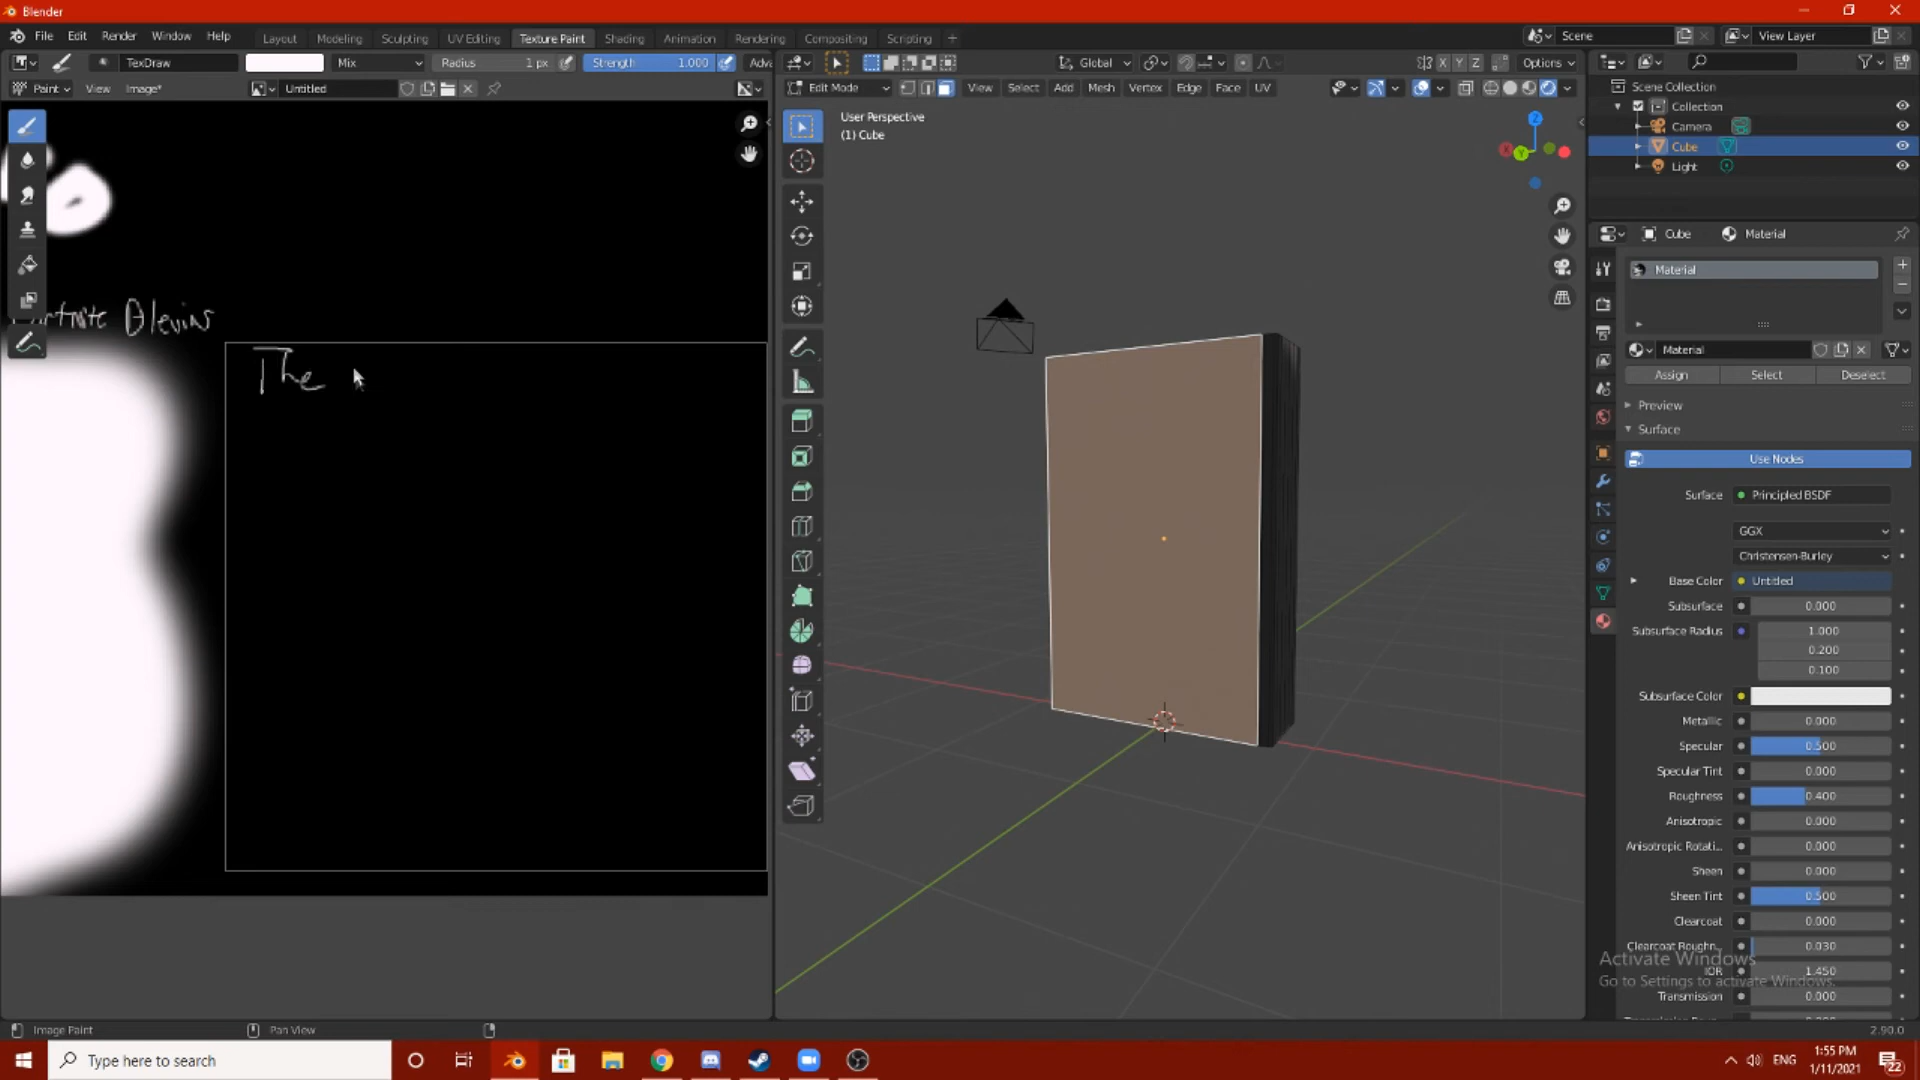 Blender
File Edit Render Window Help Layout Modeling Sculpting UV Editing Texture Paint Shading Animation Rendering Compositing Scripting + Scene View Layer
TexDraw Mix Radius 1 px Strength 1.000 Adv Global X Y Z Options
Paint View Image* Untitled Edit Mode View Select Add Mesh Vertex Edge Face UV
User Perspective
(1) Cube
Scene Collection
Collection
Camera
Cube
Light
Z
X
Y
Cube Material
Material
Blevins
The
Material
Assign Select Deselect
Preview
Surface
Use Nodes
Surface Principled BSDF
GGX
Christensen-Burley
Base Color Untitled
Subsurface 0.000
Subsurface Radius 1.000
0.200
0.100
Subsurface Color
Metallic 0.000
Specular 0.500
Specular Tint 0.000
Roughness 0.400
Anisotropic 0.000
Anisotropic Rotati... 0.000
Sheen 0.000
Sheen Tint 0.500
Clearcoat 0.000
Clearcoat Roughn... 0.030
IOR 1.450
Transmission 0.000
Activate Windows
Go to Settings to activate Windows.
Image Paint Pan View 2.90.0
Type here to search ENG 1:55 PM
1/11/2021
22